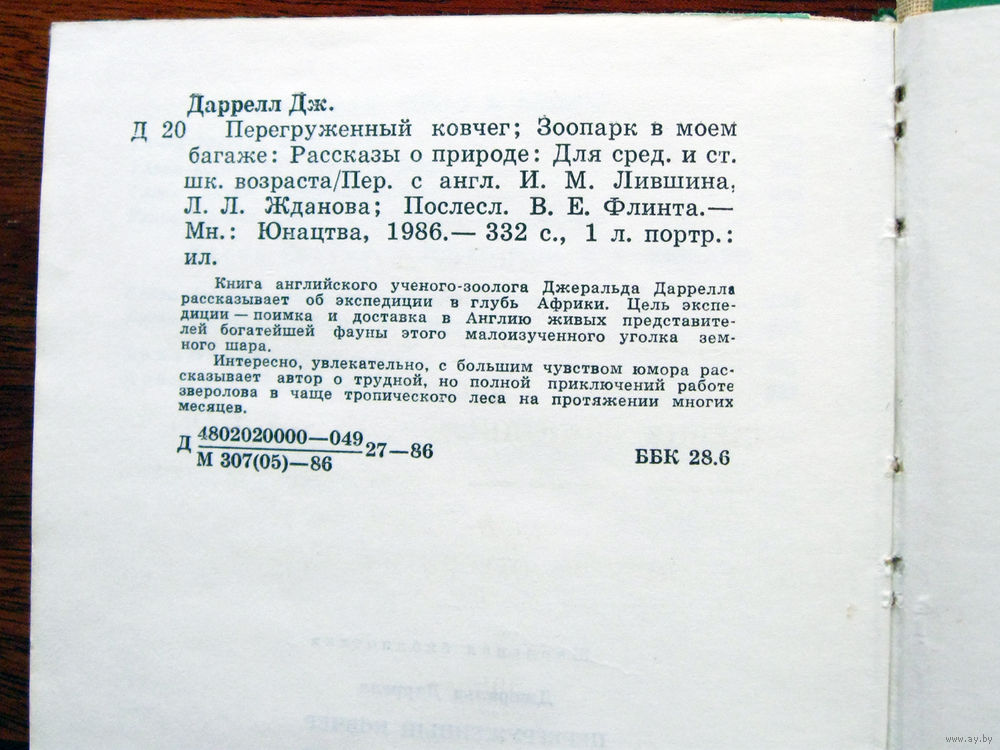 Даррелл Дж.
Д 20 Перегруженный ковчег; Зоопарк в моем
багаже: Рассказы о природе: Для сред. и ст.
шк. возраста/Пер. с англ. И. М. Лившина,
Л. Л. Жданова; Послесл. В. Е. Флинта.—
Мн.: Юнацтва, 1986.— 332 с., 1 л. портр.:
ил.
Книга английского ученого-зоолога Джеральда Даррелла
рассказывает об экспедиции в глубь Африки. Цель экспе-
диции — поимка и доставка в Англию живых представите-
лей богатейшей фауны этого малоизученного уголка зем-
ного шара.
Интересно, увлекательно, с большим чувством юмора рас-
сказывает автор о трудной, но полной приключений работе
зверолова в чаще тропического леса на протяжении многих
месяцев.
Д 4802020000—049 27—86
М 307(05)—86
ББК 28.6
www.ay.by